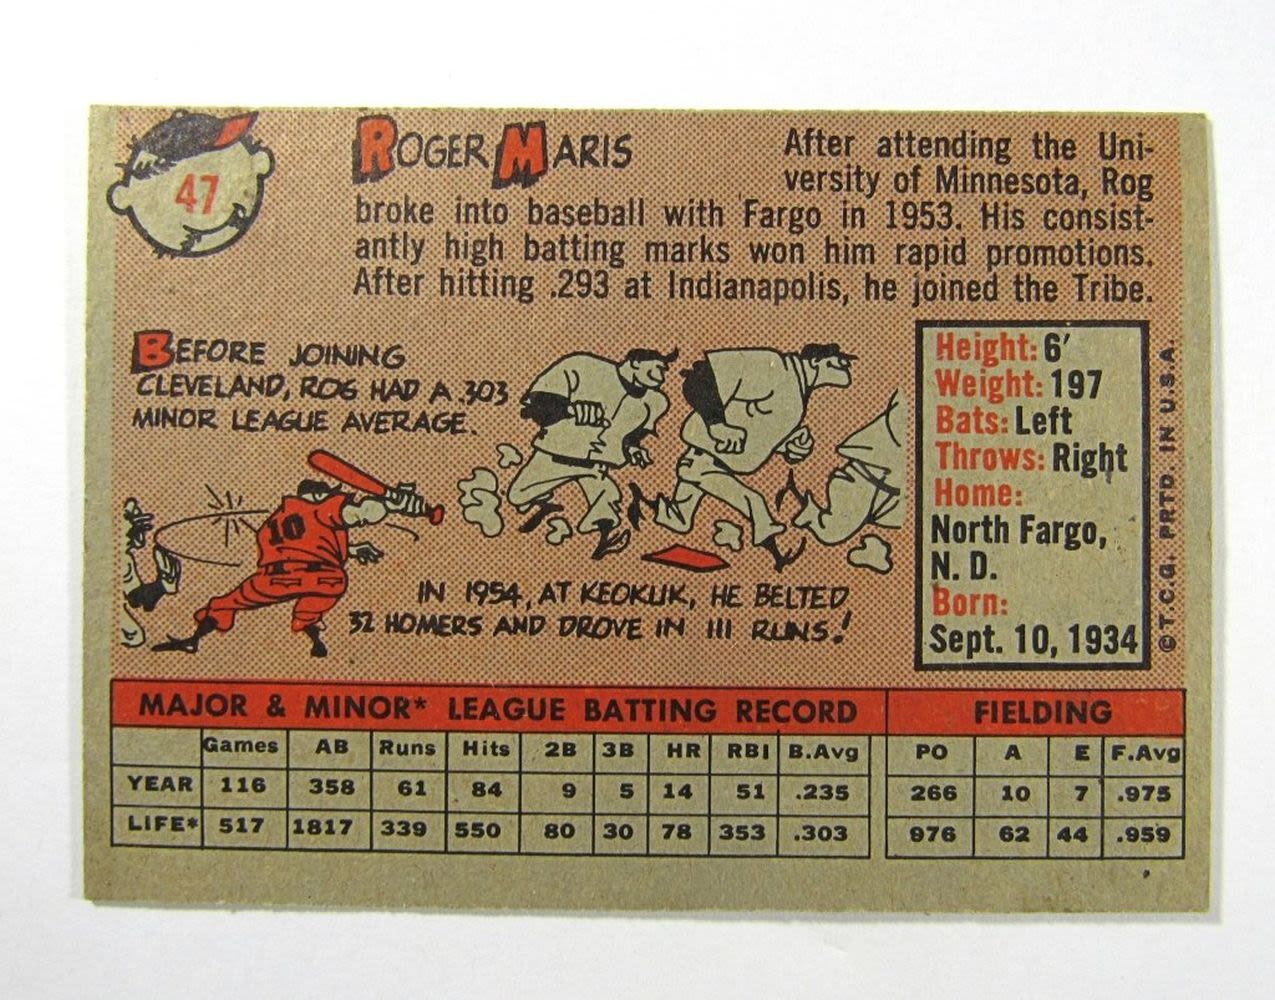 47
ROGER MARIS
After attending the Uni-
versity of Minnesota, Rog
broke into baseball with Fargo in 1953. His consist-
antly high batting marks won him rapid promotions.
After hitting .293 at Indianapolis, he joined the Tribe.
BEFORE JOINING
CLEVELAND, ROG HAD A .303
MINOR LEAGUE AVERAGE.
10
IN 1954, AT KEOKUK, HE BELTED
32 HOMERS AND DROVE IN 111 RUNS!
Height: 6′
Weight: 197
Bats: Left
Throws: Right
Home:
North Fargo,
N. D.
Born:
Sept. 10, 1934
© T.C.G. PRTD. IN U.S.A.
MAJOR & MINOR* LEAGUE BATTING RECORD FIELDING
Games AB Runs Hits 2B 3B HR RBI B.Avg PO A E F.Avg
YEAR 116 358 61 84 9 5 14 51 .235 266 10 7 .975
LIFE* 517 1817 339 550 80 30 78 353 .303 976 62 44 .959